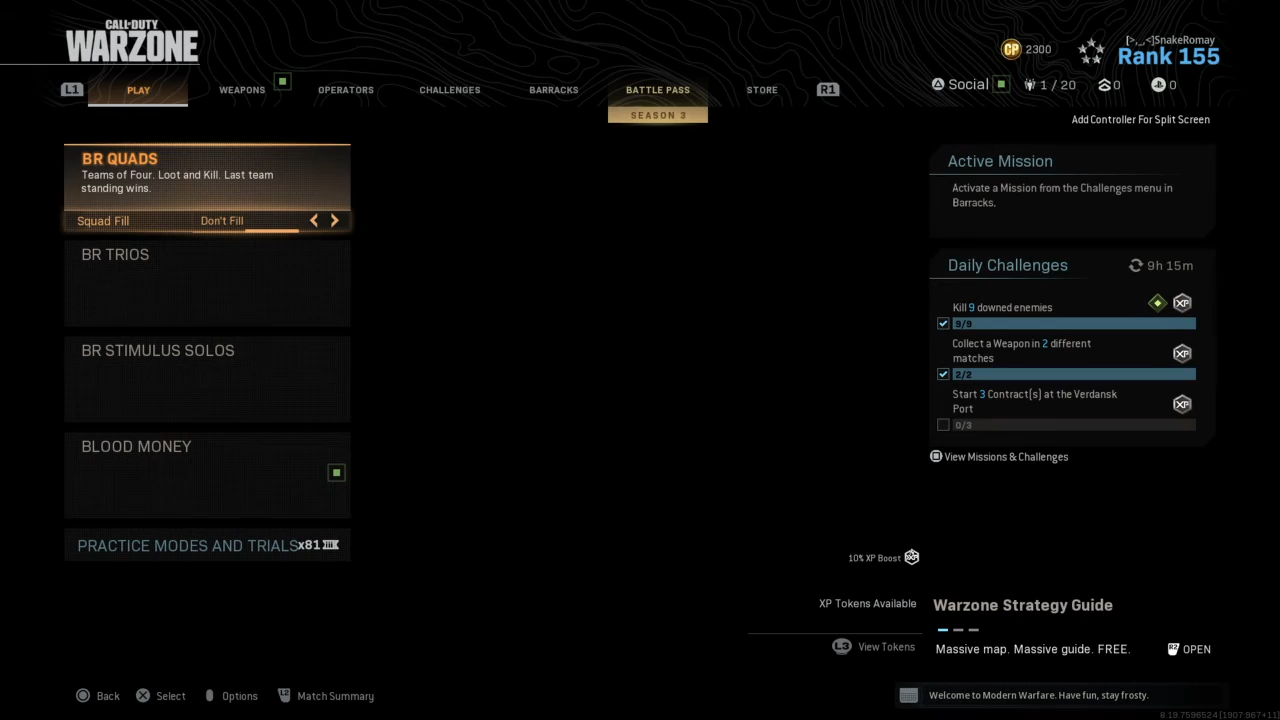 CALL OF DUTY
WARZONE
CP 2300
[>_,_<]SnakeRomay
Rank 155
L1
PLAY
WEAPONS
OPERATORS
CHALLENGES
BARRACKS
BATTLE PASS
STORE
R1
SEASON 3
Social
1 / 20
0
0
Add Controller For Split Screen
BR QUADS
Teams of Four. Loot and Kill. Last team
standing wins.
Squad Fill
Don't Fill
BR TRIOS
BR STIMULUS SOLOS
BLOOD MONEY
PRACTICE MODES AND TRIALS
x81
Active Mission
Activate a Mission from the Challenges menu in
Barracks.
Daily Challenges
9h 15m
Kill 9 downed enemies
XP
9/9
Collect a Weapon in 2 different
matches
XP
2/2
Start 3 Contract(s) at the Verdansk
Port
XP
0/3
View Missions & Challenges
10% XP Boost
XP Tokens Available
L3 View Tokens
Warzone Strategy Guide
Massive map. Massive guide. FREE.
R2 OPEN
Back
Select
Options
L2 Match Summary
Welcome to Modern Warfare. Have fun, stay frosty.